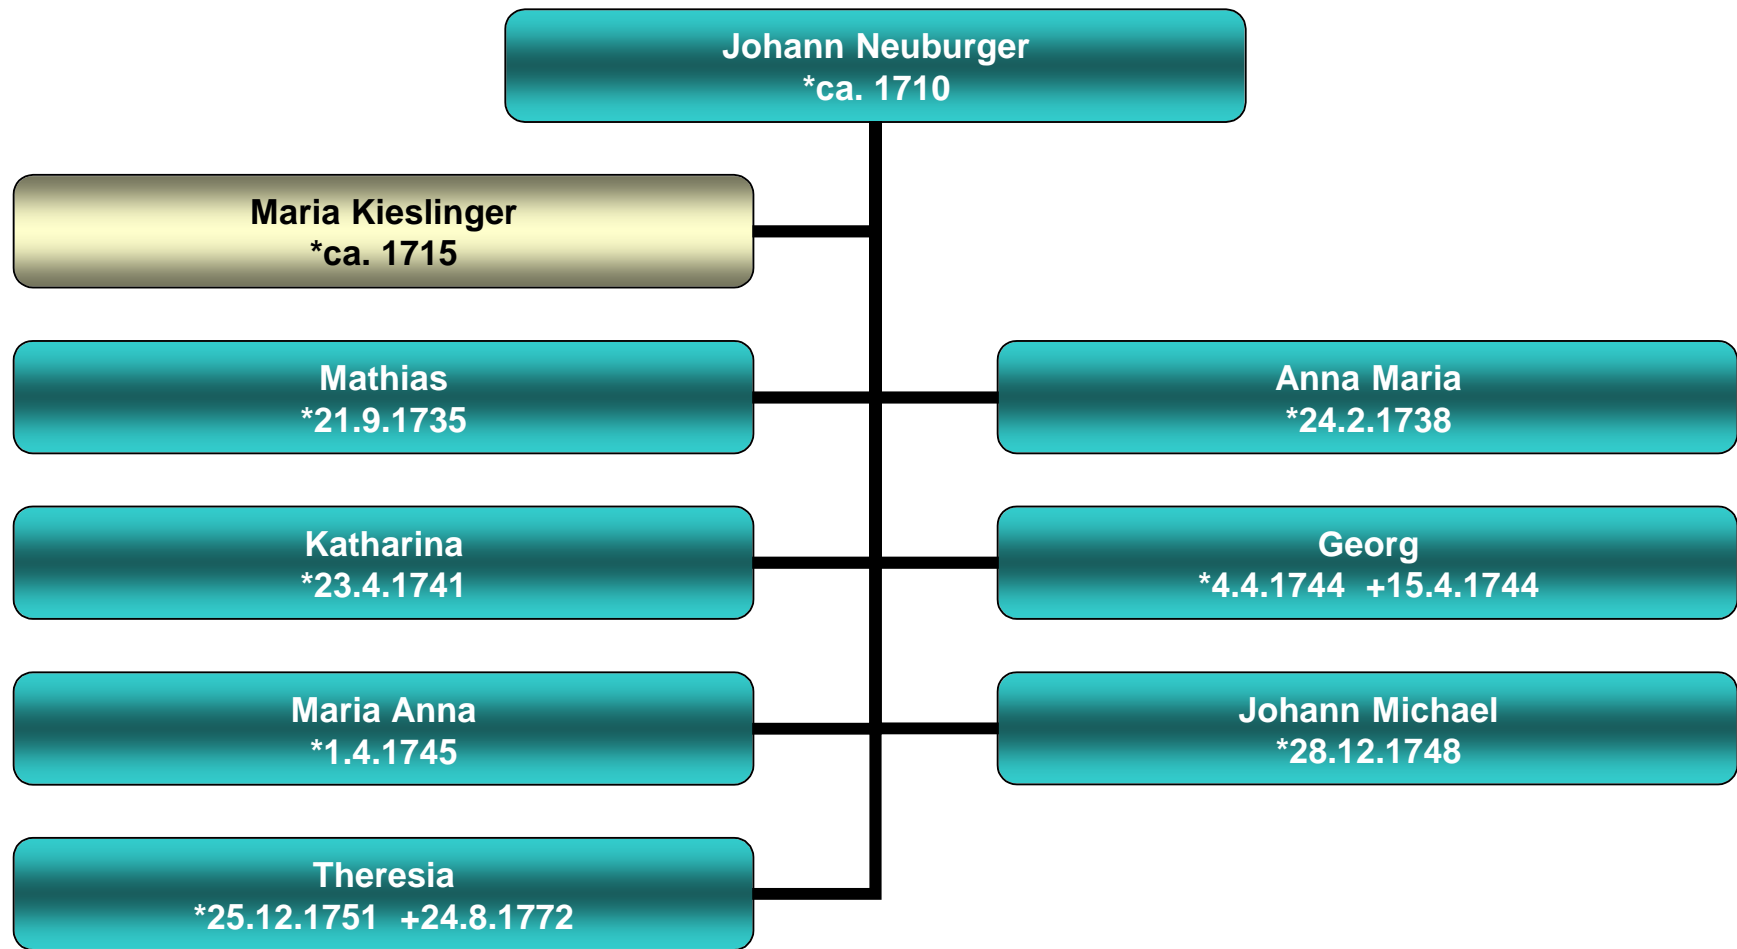 Johann Neuburger
*ca. 1710
Maria Kieslinger
*ca. 1715
Mathias
*21.9.1735
Anna Maria
*24.2.1738
Katharina
*23.4.1741
Georg
*4.4.1744  +15.4.1744
Maria Anna
*1.4.1745
Johann Michael
*28.12.1748
Theresia
*25.12.1751  +24.8.1772